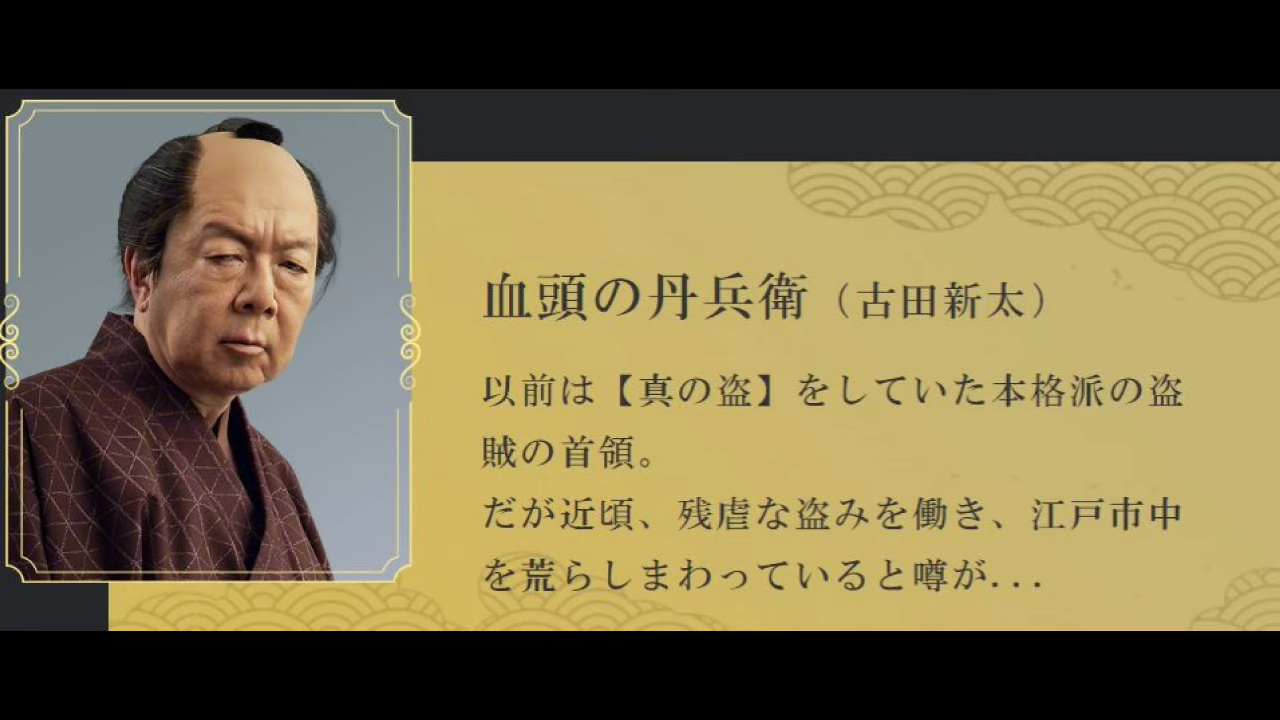 血頭の丹兵衛（古田新太）
以前は【真の盗】をしていた本格派の盗
賊の首領。
だが近頃、残虐な盗みを働き、江戸市中
を荒らしまわっていると噂が...